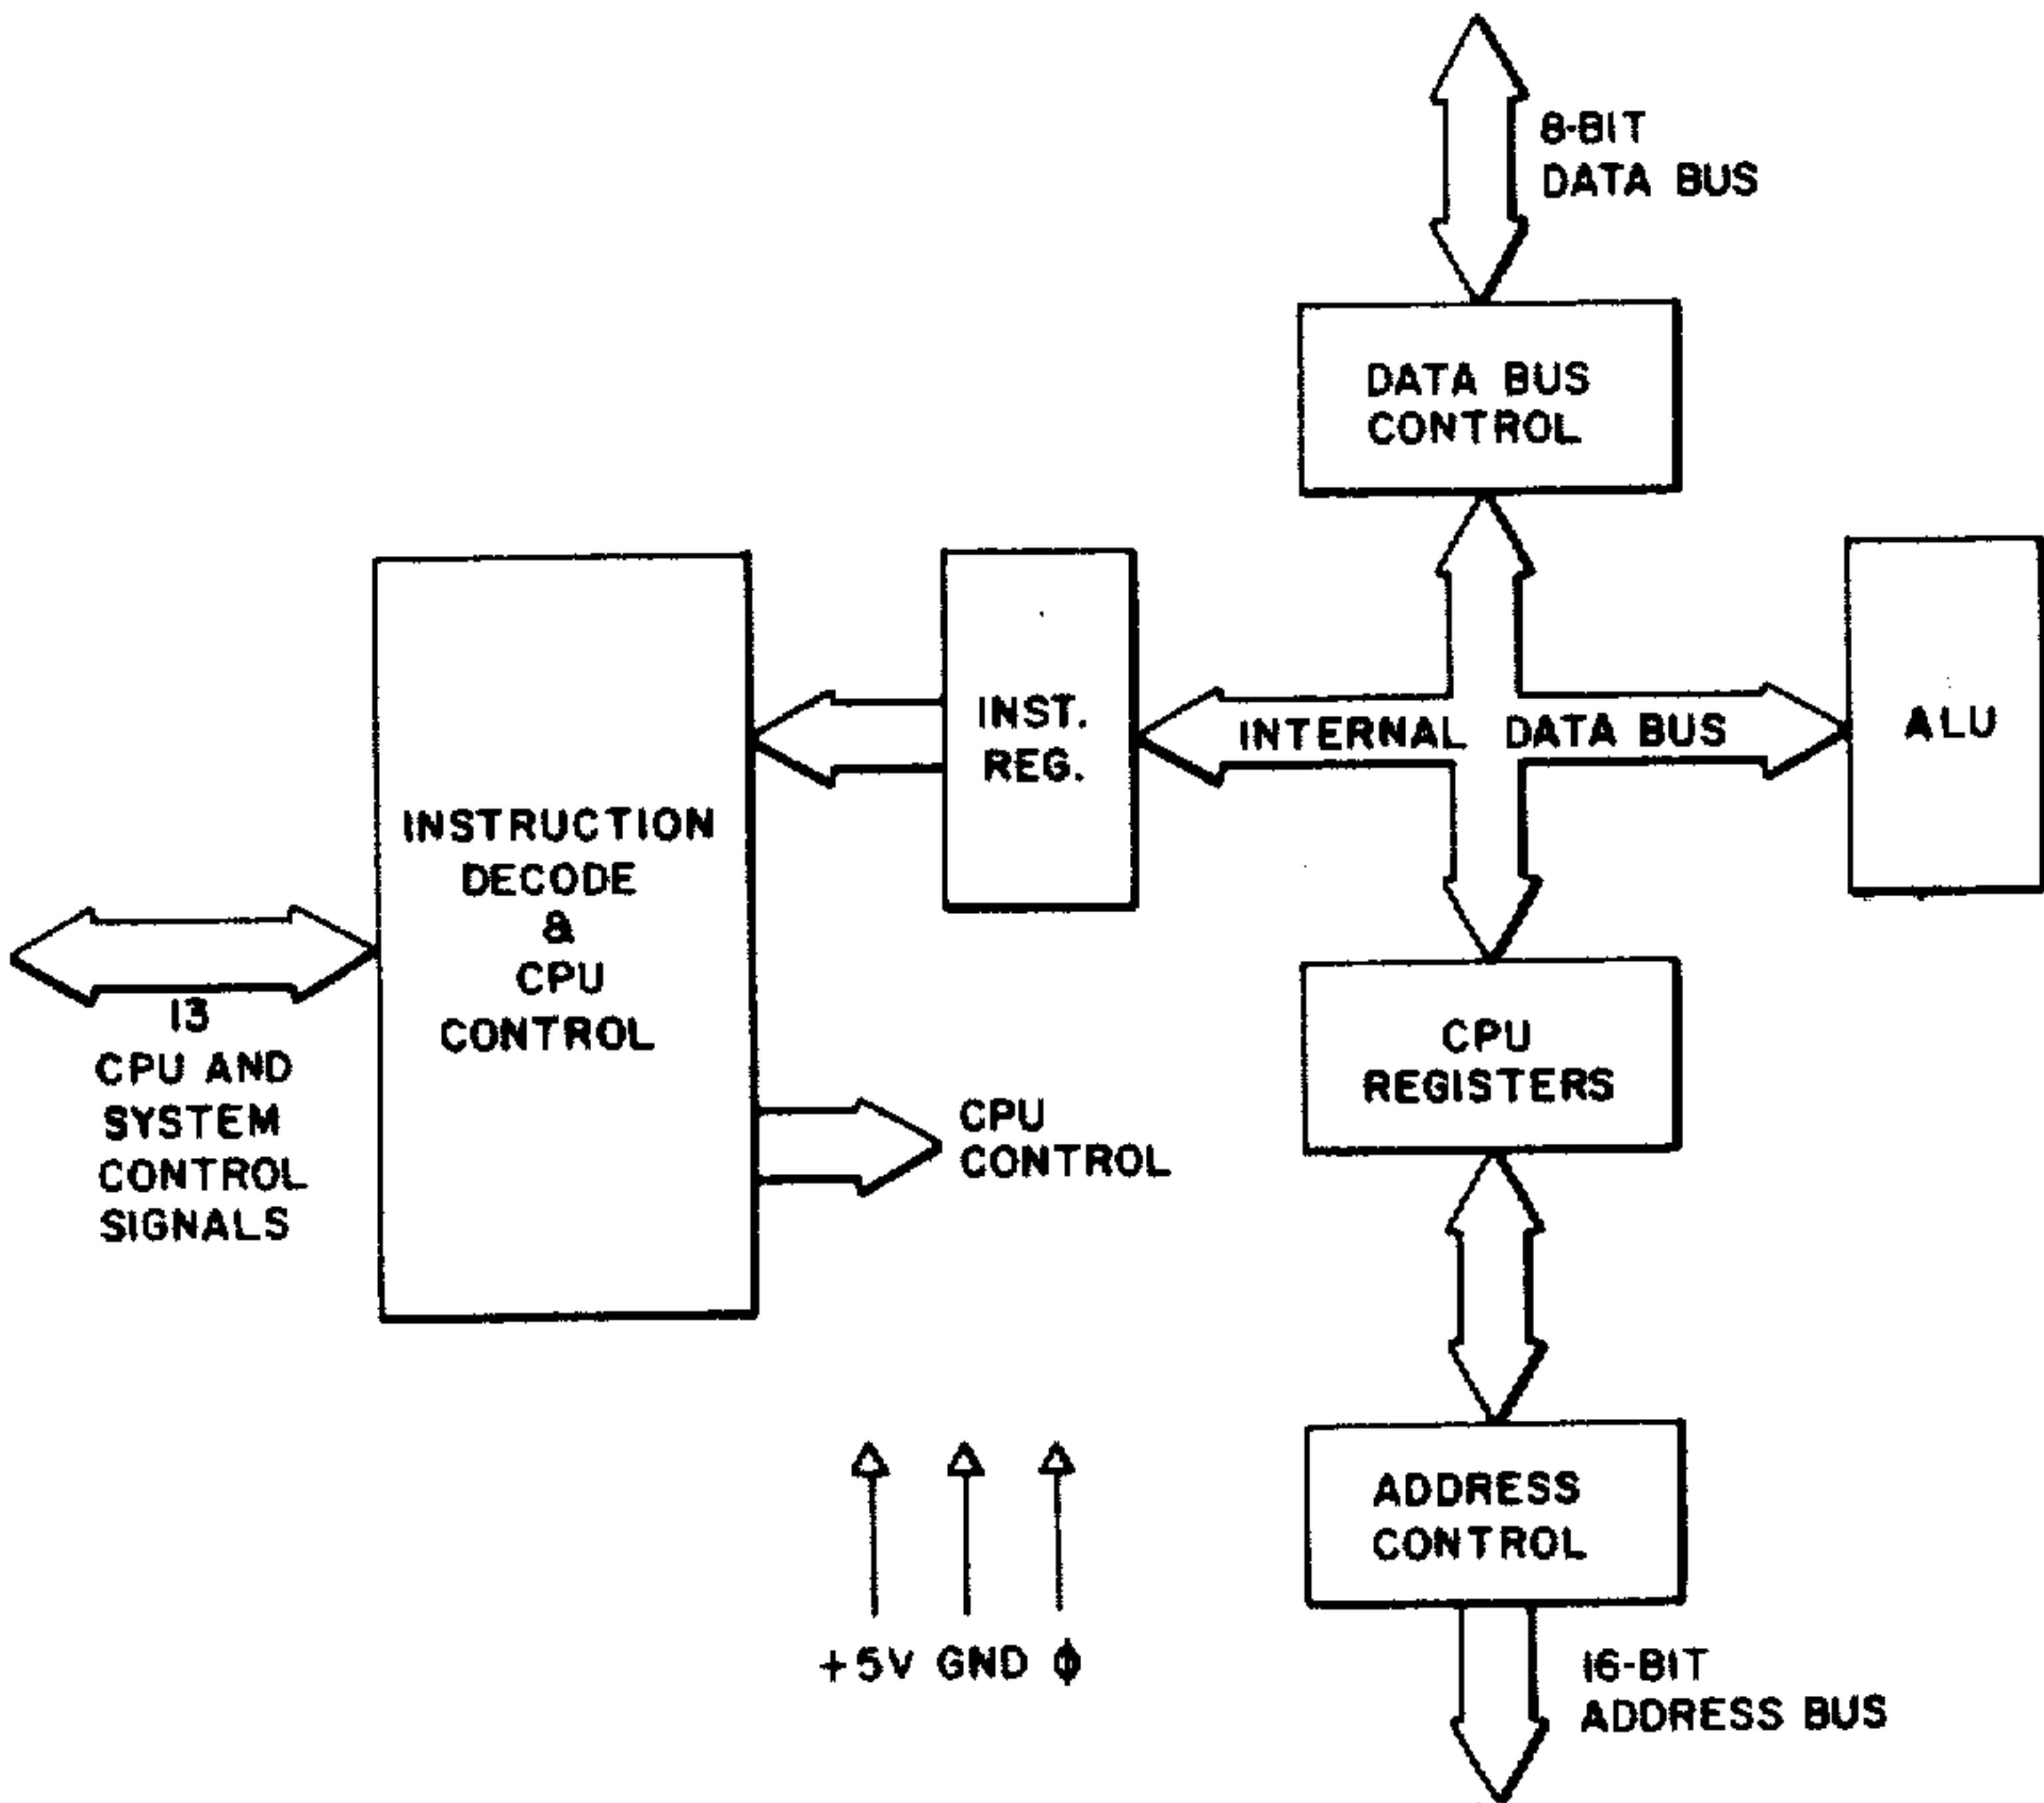 8-BIT
DATA BUS
DATA BUS
CONTROL
INST.
REG.
INTERNAL DATA BUS
ALU
INSTRUCTION
DECODE
&
CPU
CONTROL
13
CPU AND
SYSTEM
CONTROL
SIGNALS
CPU
CONTROL
CPU
REGISTERS
ADDRESS
CONTROL
+5V GND ϕ
16-BIT
ADDRESS BUS